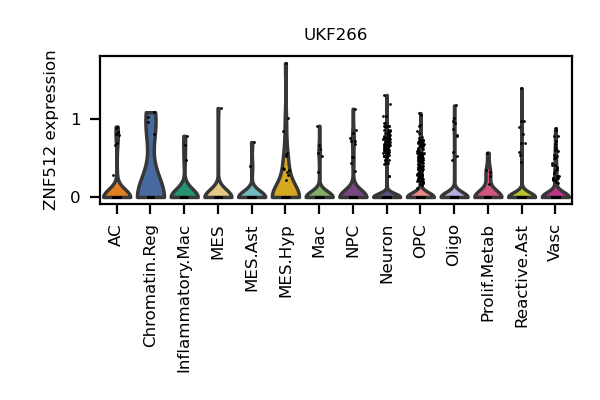 UKF266
ZNF512 expression
1
0
AC
Chromatin.Reg
Inflammatory.Mac
MES
MES.Ast
MES.Hyp
Mac
NPC
Neuron
OPC
Oligo
Prolif.Metab
Reactive.Ast
Vasc